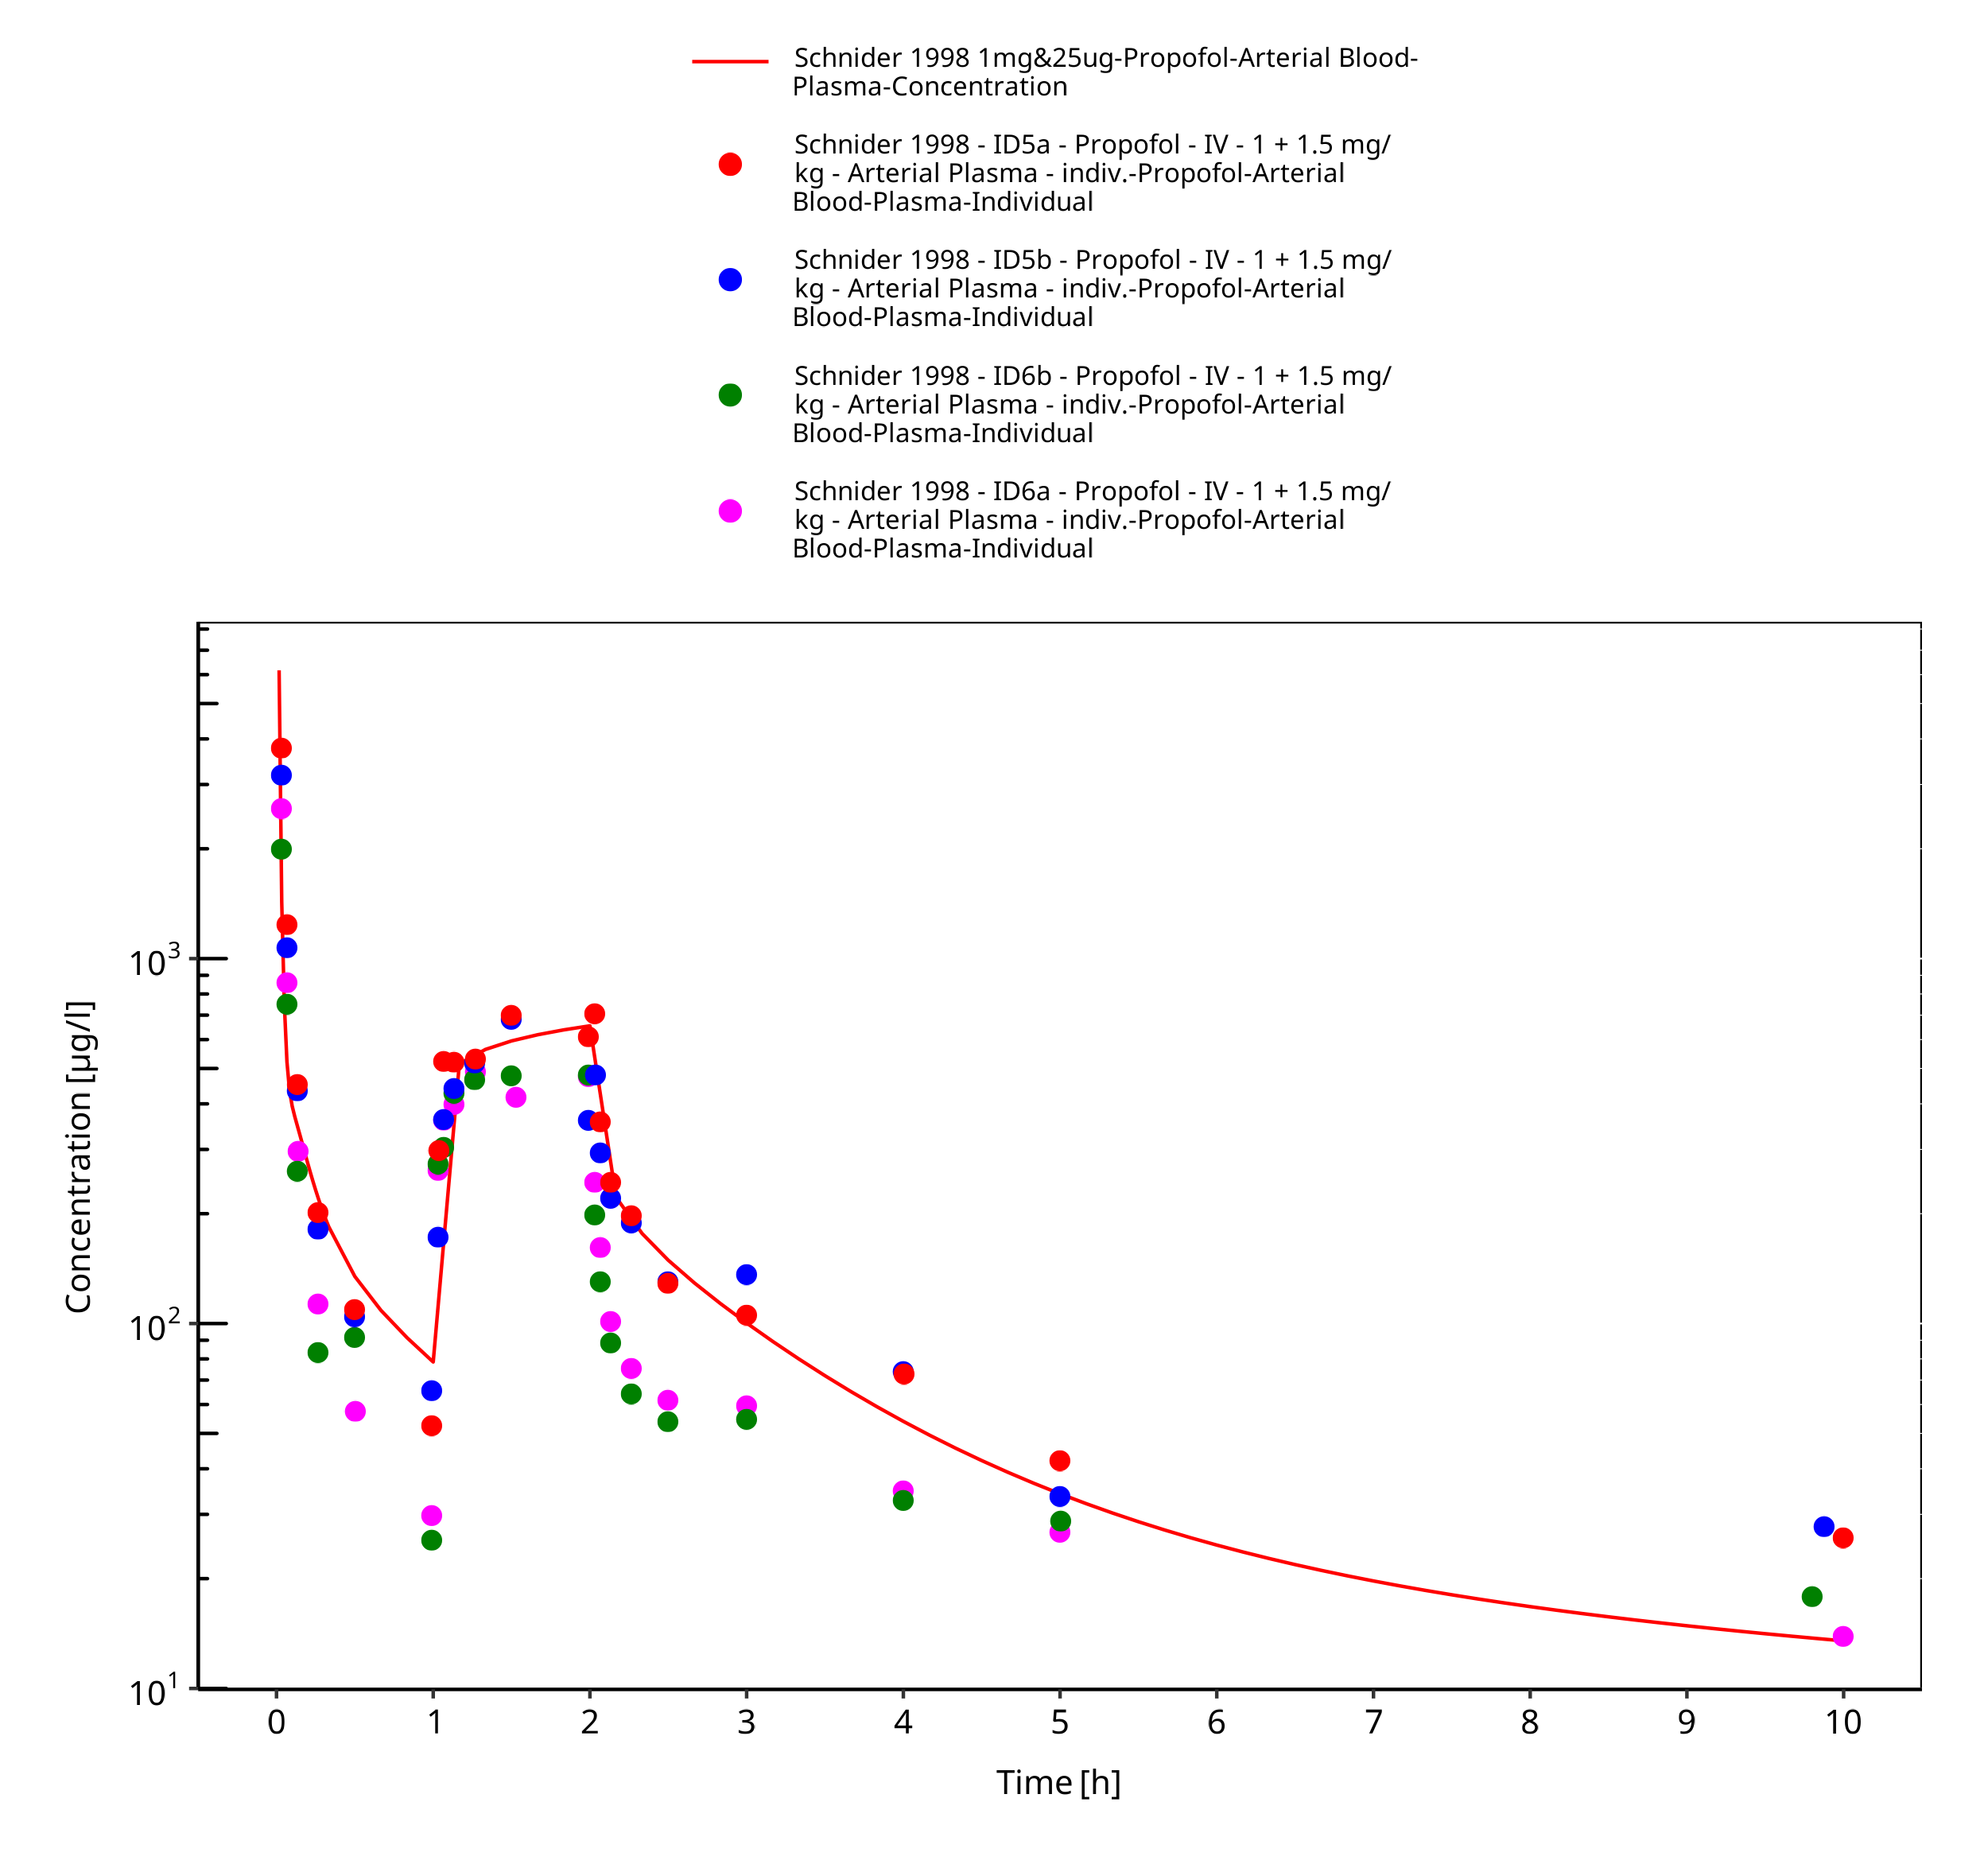 Schnider 1998 1mg&25ug-Propofol-Arterial Blood-
Plasma-Concentration
Schnider 1998 - ID5a - Propofol - IV - 1 + 1.5 mg/
kg - Arterial Plasma - indiv.-Propofol-Arterial
Blood-Plasma-Individual
Schnider 1998 - ID5b - Propofol - IV - 1 + 1.5 mg/
kg - Arterial Plasma - indiv.-Propofol-Arterial
Blood-Plasma-Individual
Schnider 1998 - ID6b - Propofol - IV - 1 + 1.5 mg/
kg - Arterial Plasma - indiv.-Propofol-Arterial
Blood-Plasma-Individual
Schnider 1998 - ID6a - Propofol - IV - 1 + 1.5 mg/
kg - Arterial Plasma - indiv.-Propofol-Arterial
Blood-Plasma-Individual
Concentration [µg/l]
10³
10²
10¹
0 1 2 3 4 5 6 7 8 9 10
Time [h]